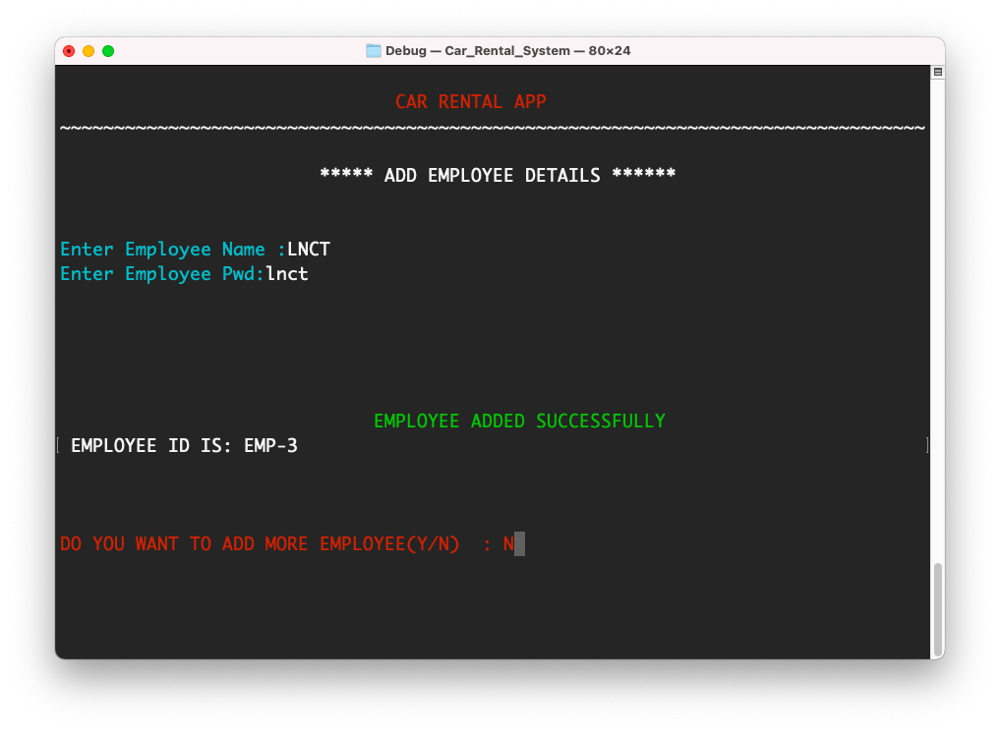 Debug — Car_Rental_System — 80×24
CAR RENTAL APP
~~~~~~~~~~~~~~~~~~~~~~~~~~~~~~~~~~~~~~~~~~~~~~~~~~~~~~~~~~~~~~~~~~~~~~~~~~~~~~~~
***** ADD EMPLOYEE DETAILS ******
Enter Employee Name :LNCT
Enter Employee Pwd:lnct
EMPLOYEE ADDED SUCCESSFULLY
[ EMPLOYEE ID IS: EMP-3 ]
DO YOU WANT TO ADD MORE EMPLOYEE(Y/N)  : N